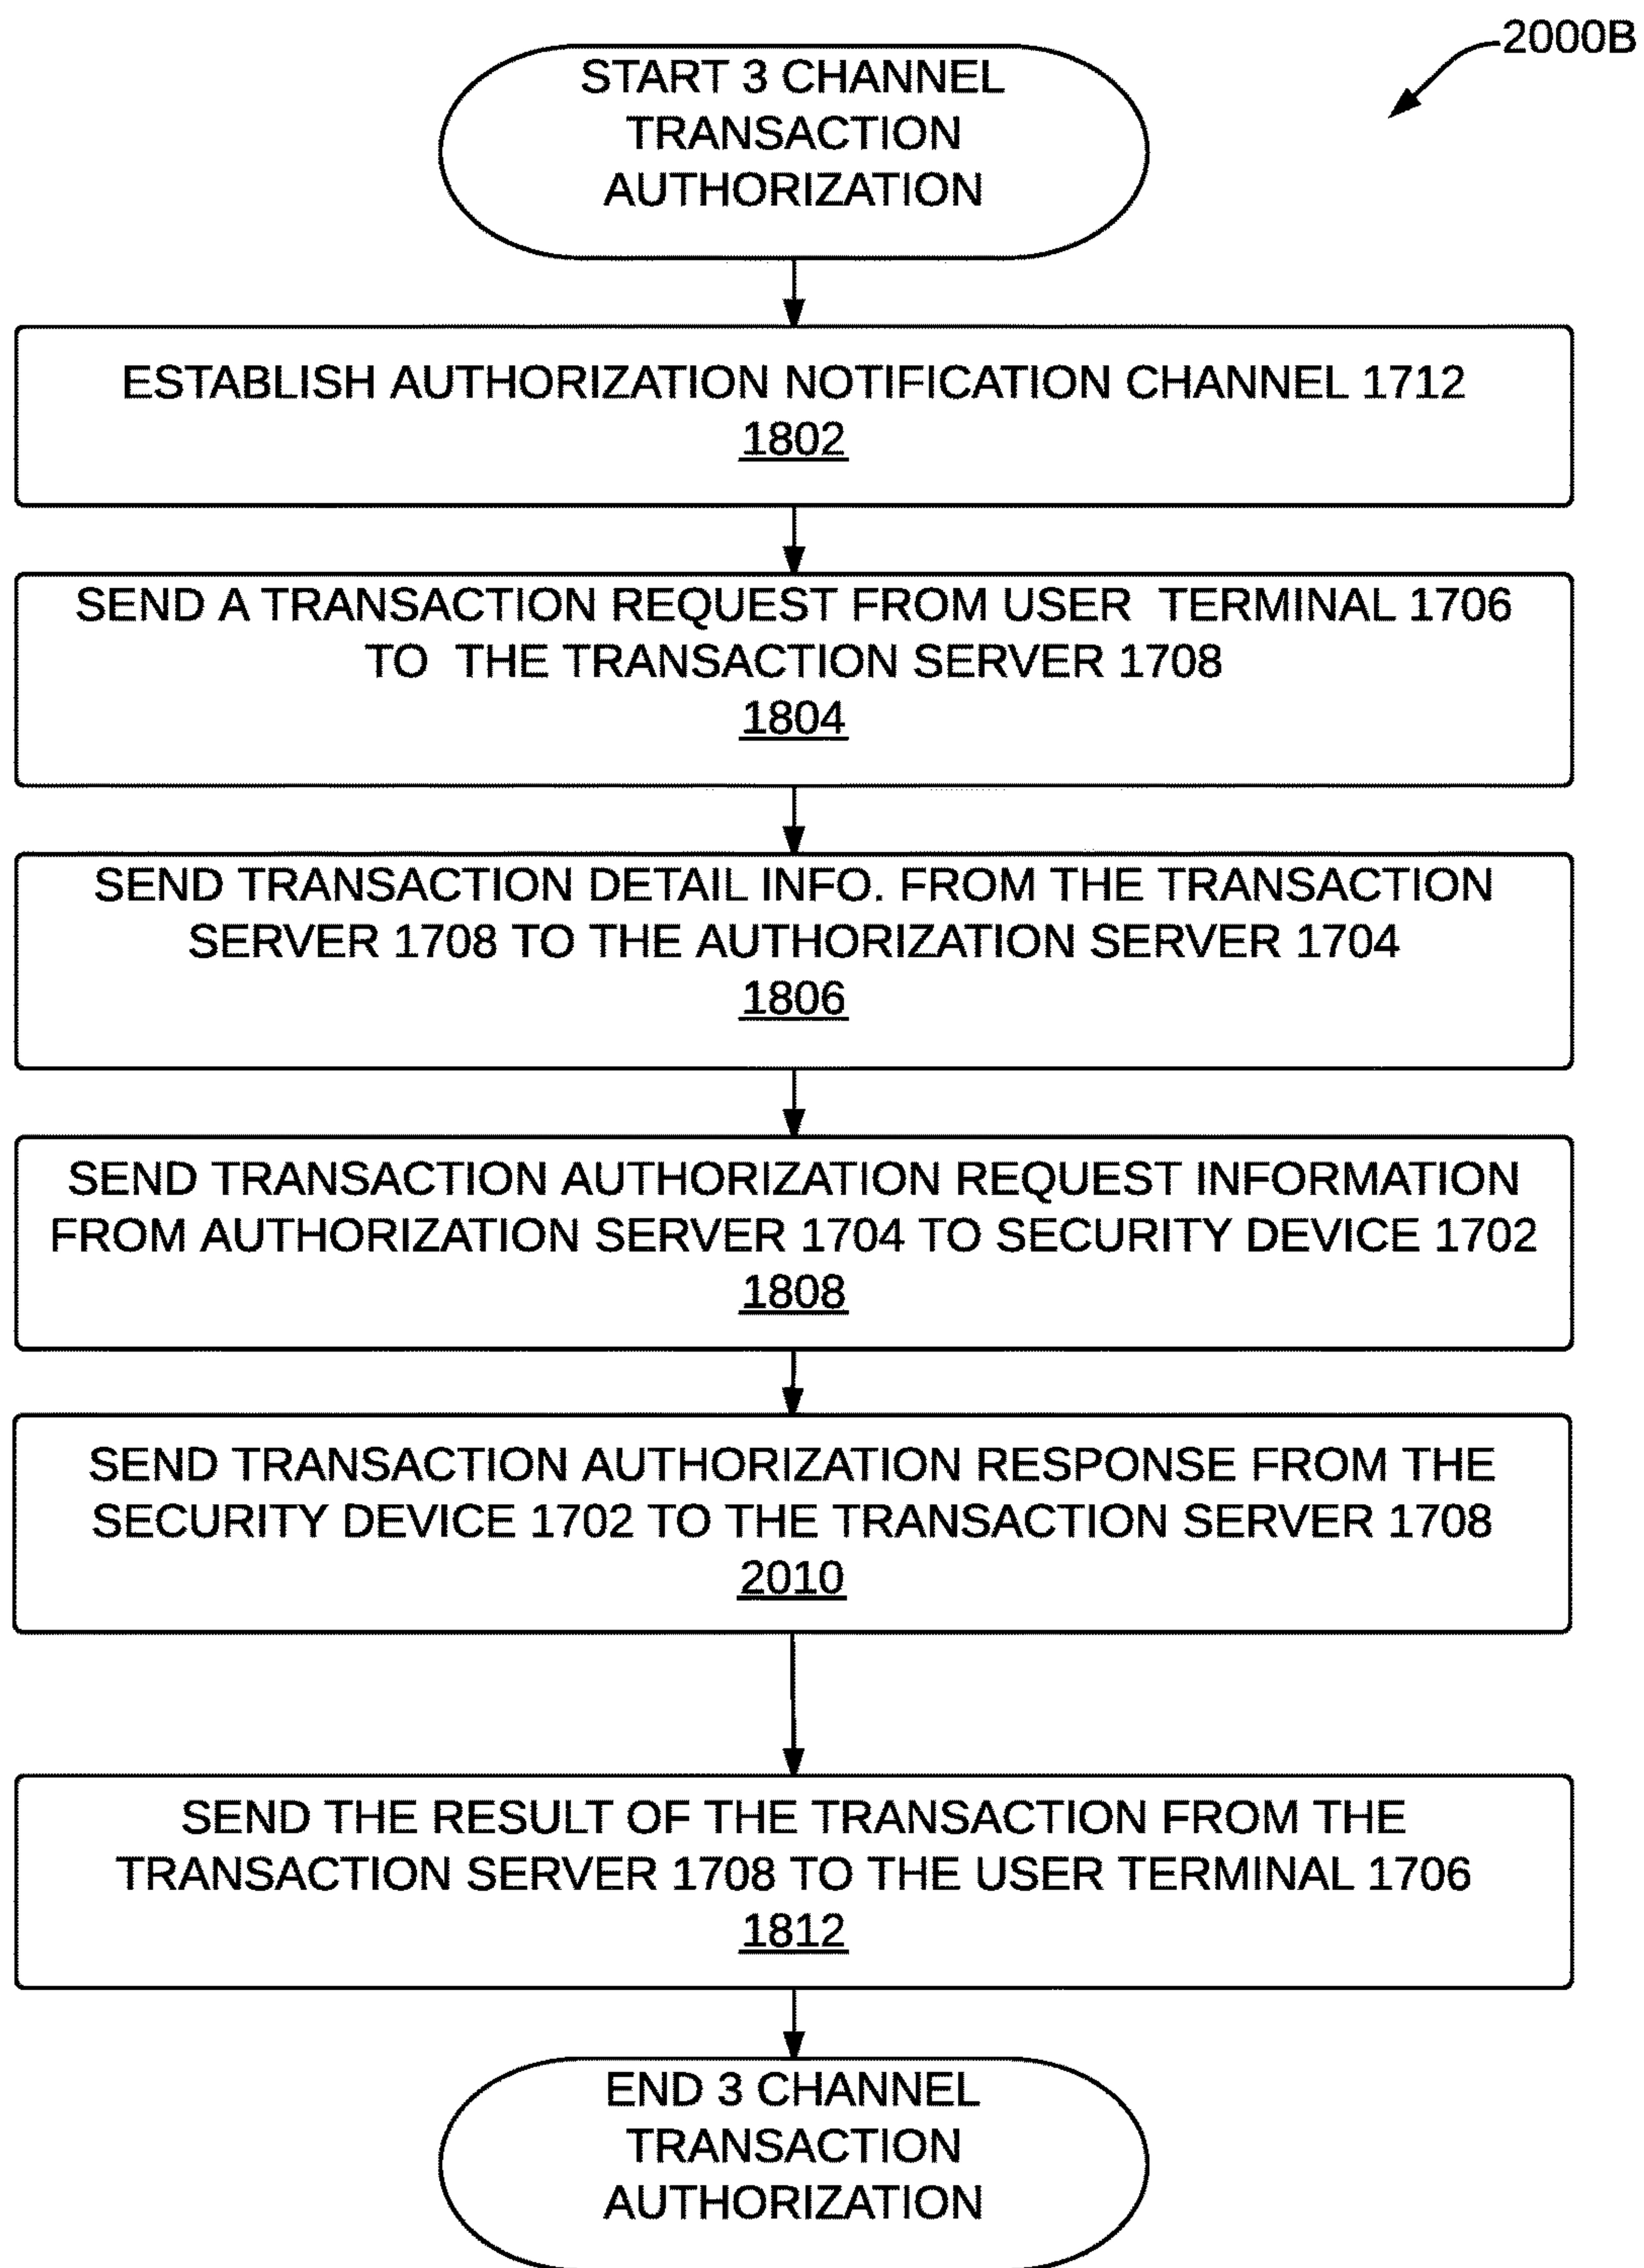 2000B
START 3 CHANNEL
TRANSACTION
AUTHORIZATION
ESTABLISH AUTHORIZATION NOTIFICATION CHANNEL 1712
1802
SEND A TRANSACTION REQUEST FROM USER TERMINAL 1706
TO THE TRANSACTION SERVER 1708
1804
SEND TRANSACTION DETAIL INFO. FROM THE TRANSACTION
SERVER 1708 TO THE AUTHORIZATION SERVER 1704
1806
SEND TRANSACTION AUTHORIZATION REQUEST INFORMATION
FROM AUTHORIZATION SERVER 1704 TO SECURITY DEVICE 1702
1808
SEND TRANSACTION AUTHORIZATION RESPONSE FROM THE
SECURITY DEVICE 1702 TO THE TRANSACTION SERVER 1708
2010
SEND THE RESULT OF THE TRANSACTION FROM THE
TRANSACTION SERVER 1708 TO THE USER TERMINAL 1706
1812
END 3 CHANNEL
TRANSACTION
AUTHORIZATION